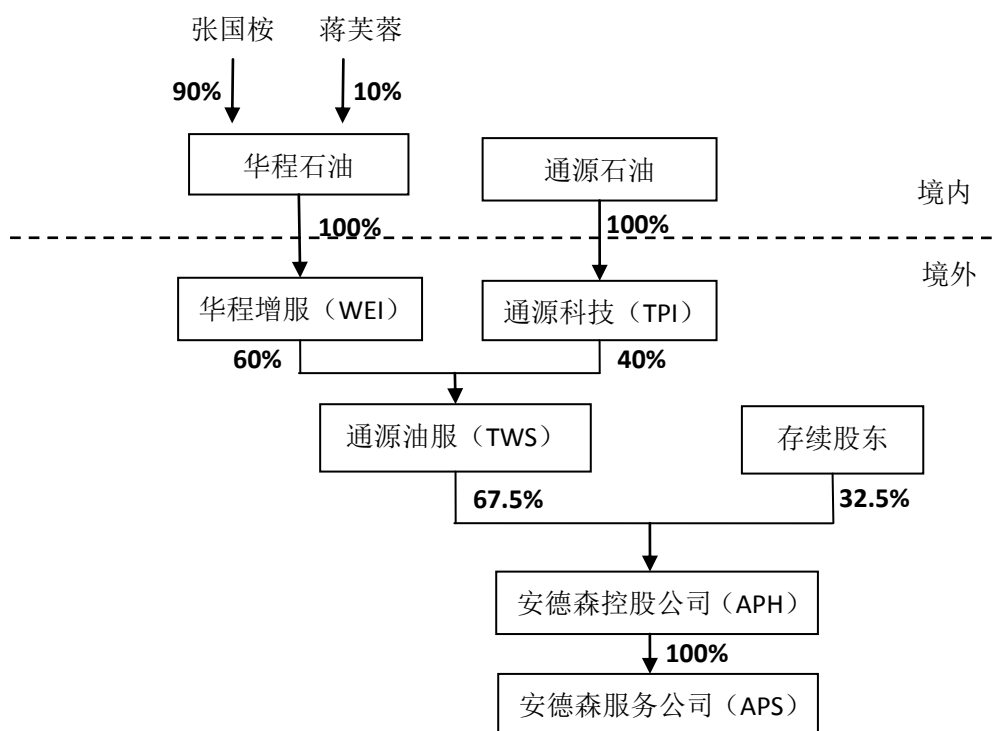 张国桉 蒋芙蓉
90% 10%
华程石油 通源石油
境内
100% 100%
境外
华程增服（WEI） 通源科技（TPI）
60% 40%
通源油服（TWS） 存续股东
67.5% 32.5%
安德森控股公司（APH）
100%
安德森服务公司（APS）